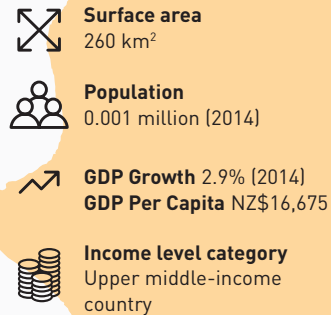 Surface area
260 km²
Population
0.001 million (2014)
GDP Growth 2.9% (2014)
GDP Per Capita NZ$16,675
Income level category
Upper middle-income
country